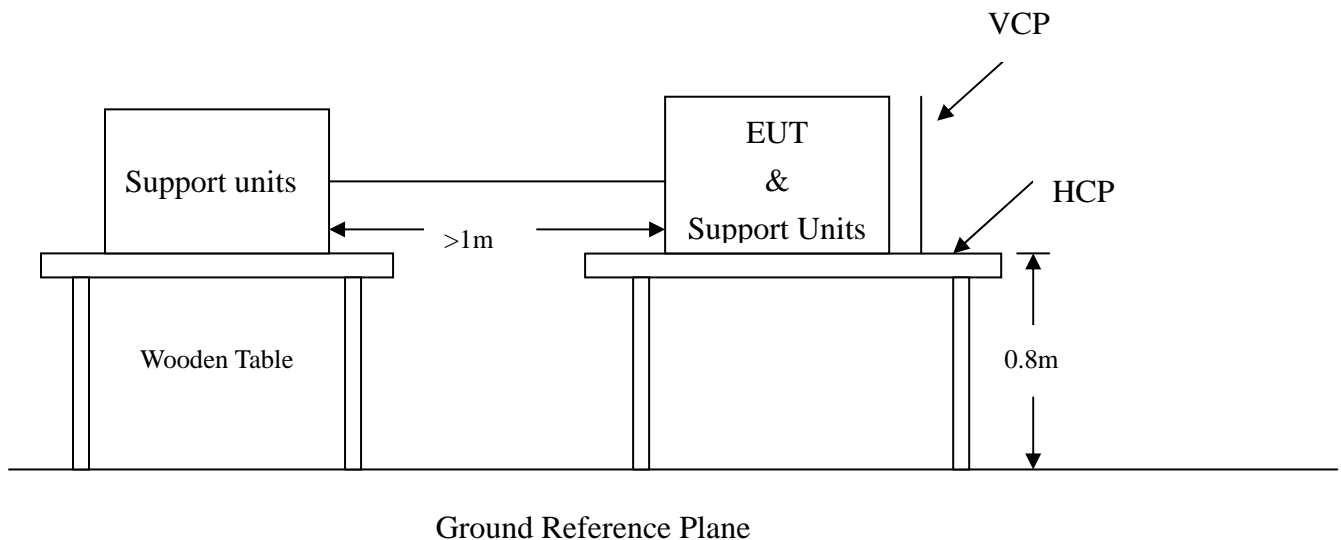 VCP
EUT
&
Support Units
Support units
HCP
>1m
Wooden Table
0.8m
Ground Reference Plane